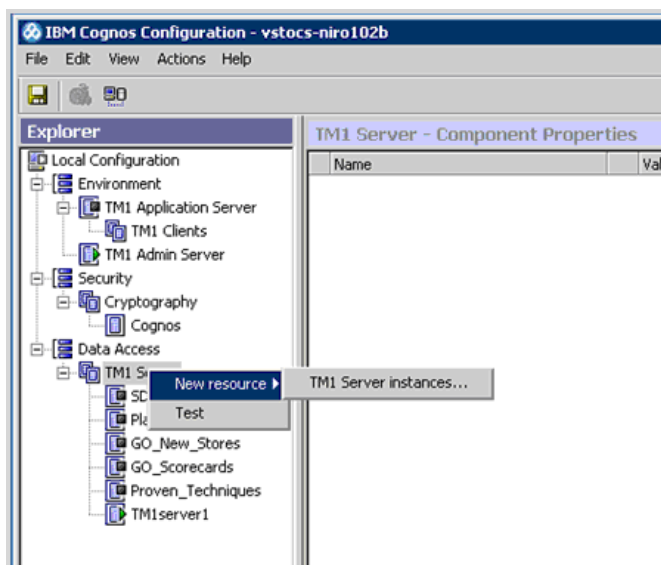 IBM Cognos Configuration - vstocs-niro102b
File Edit View Actions Help
Explorer
TM1 Server - Component Properties
Name
Local Configuration
Environment
TM1 Application Server
TM1 Clients
TM1 Admin Server
Security
Cryptography
Cognos
Data Access
TM1
New resource
TM1 Server instances...
Test
GO_New_Stores
GO_Scorecards
Proven_Techniques
TM1server1